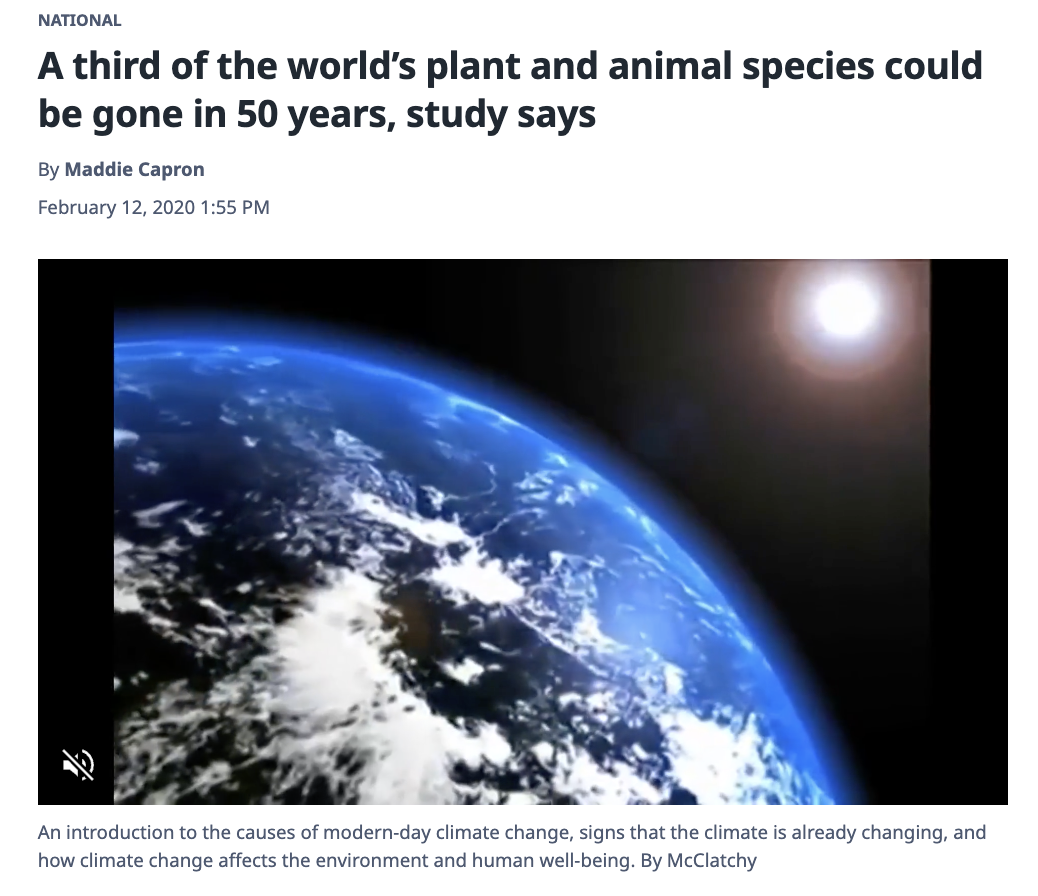 NATIONAL
A third of the world’s plant and animal species could
be gone in 50 years, study says
By Maddie Capron
February 12, 2020 1:55 PM
An introduction to the causes of modern-day climate change, signs that the climate is already changing, and
how climate change affects the environment and human well-being. By McClatchy